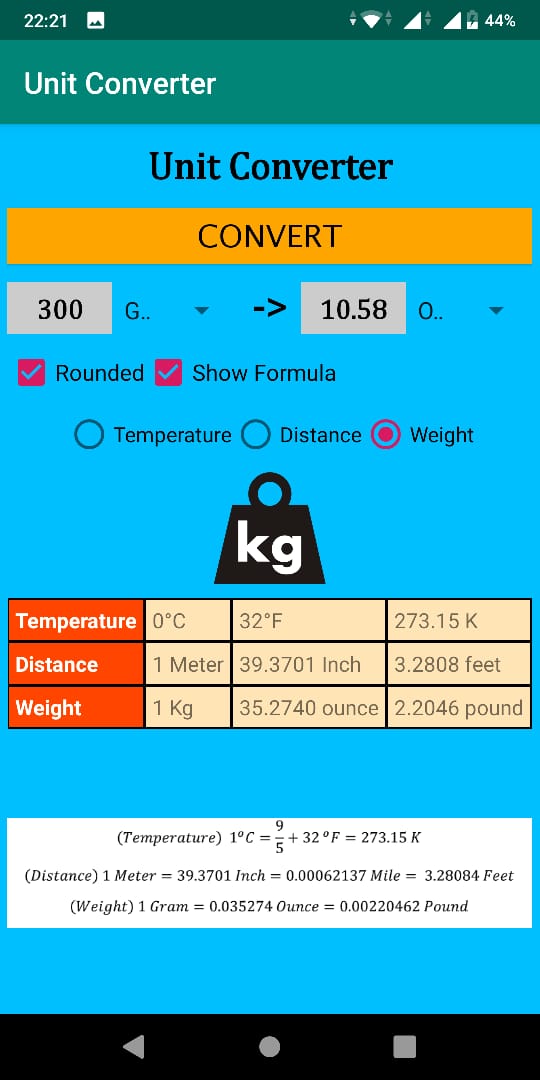 22:21 44%
Unit Converter
Unit Converter
CONVERT
300 G.. -> 10.58 O..
Rounded Show Formula
Temperature Distance Weight
kg
Temperature 0°C 32°F 273.15 K
Distance 1 Meter 39.3701 Inch 3.2808 feet
Weight 1 Kg 35.2740 ounce 2.2046 pound
(Temperature) 1°C = 9/5 + 32 °F = 273.15 K
(Distance) 1 Meter = 39.3701 Inch = 0.00062137 Mile = 3.28084 Feet
(Weight) 1 Gram = 0.035274 Ounce = 0.00220462 Pound